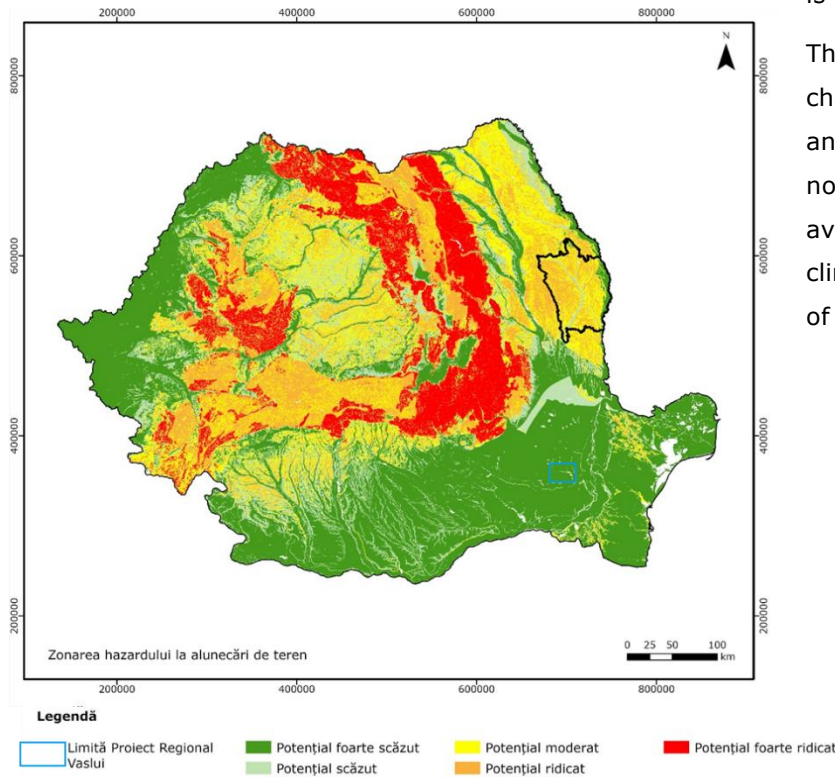 200000 400000 600000 800000
is
Th
ch
an
no
av
clin
of
N
800000 800000
600000 600000
400000 400000
200000 200000
Zonarea hazardului la alunecări de teren
0 25 50 100
km
200000 400000 600000 800000
Legendă
Limită Proiect Regional
Vaslui
Potențial foarte scăzut
Potențial scăzut
Potențial moderat
Potențial ridicat
Potențial foarte ridicat